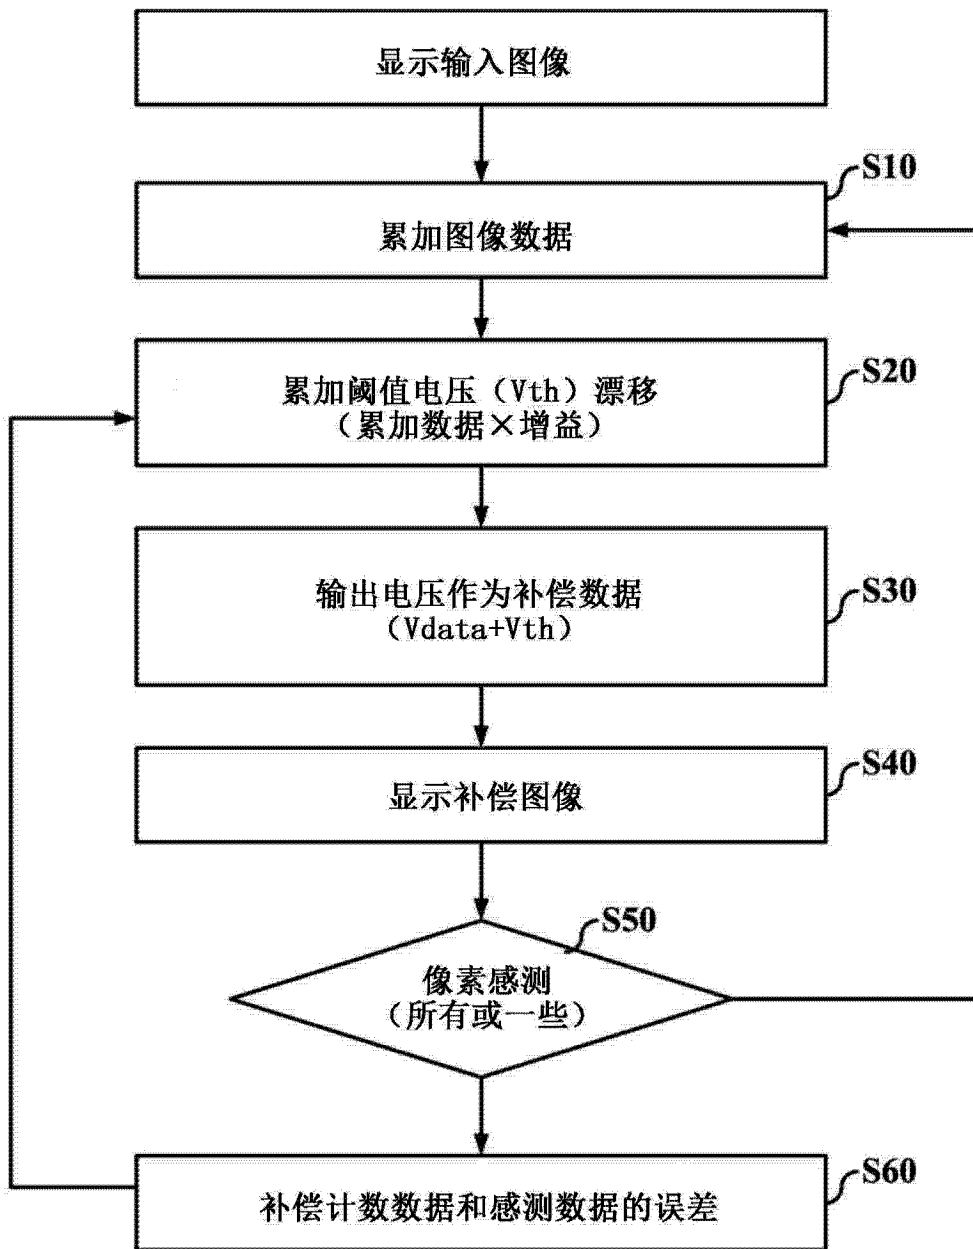 显示输入图像
S10
累加图像数据
S20
累加阈值电压（Vth）漂移
（累加数据×增益）
S30
输出电压作为补偿数据
（Vdata+Vth）
S40
显示补偿图像
S50
像素感测
（所有或一些）
S60
补偿计数数据和感测数据的误差